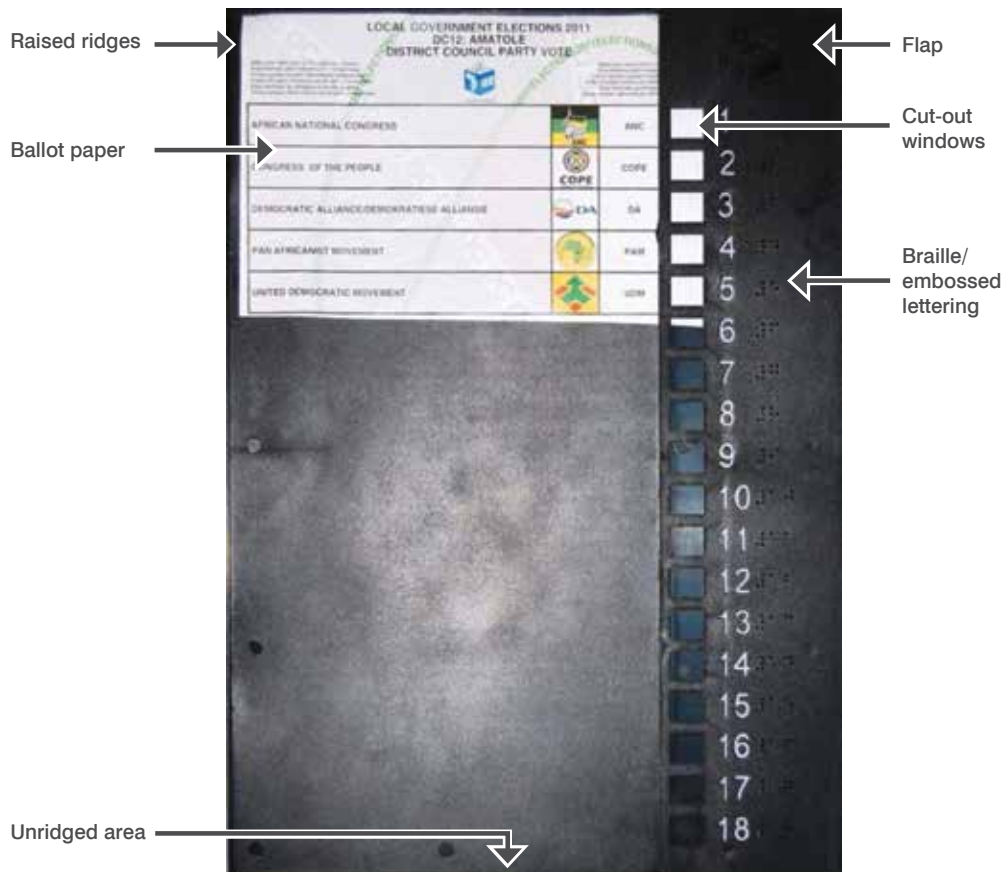 Raised ridges
Ballot paper
Unridged area
LOCAL GOVERNMENT ELECTIONS 2011
DC12: AMATOLE
DISTRICT COUNCIL PARTY VOTE
AFRICAN NATIONAL CONGRESS
ANC
CONGRESS OF THE PEOPLE
COPE
COPE
DEMOCRATIC ALLIANCE/DEMOKRATIESE ALLIANSIE
DA
DA
PAN AFRICANIST MOVEMENT
PAM
UNITED DEMOCRATIC MOVEMENT
UDM
1
2
3
4
5
6
7
8
9
10
11
12
13
14
15
16
17
18
Flap
Cut-out
windows
Braille/
embossed
lettering